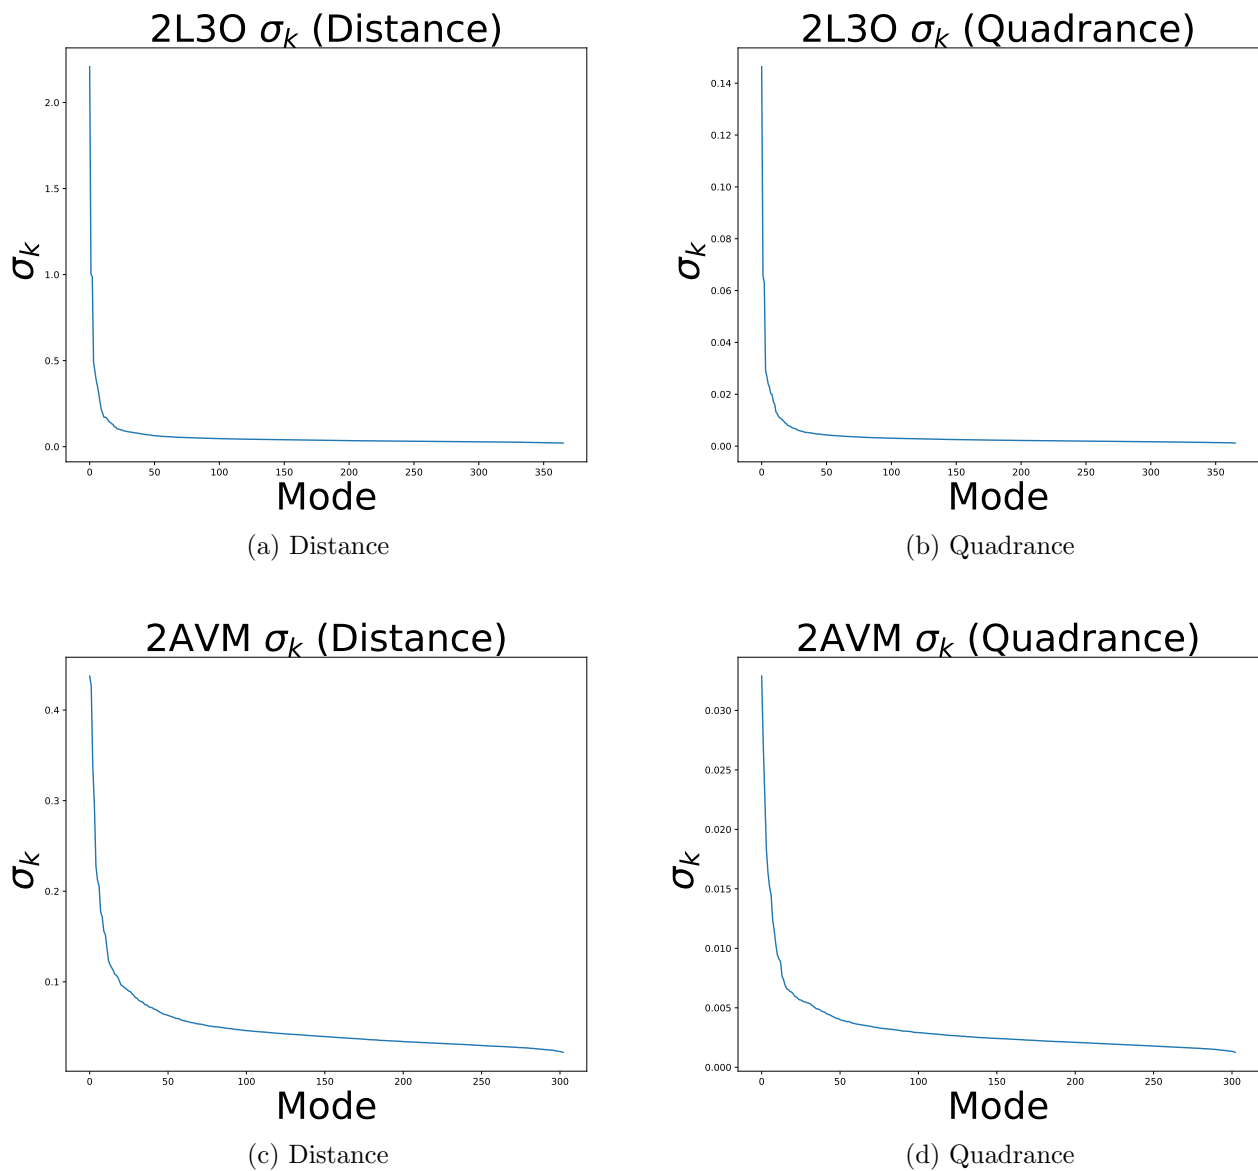 2L3O σk (Distance)
σk
2.0
1.5
1.0
0.5
0.0
0 50 100 150 200 250 300 350
Mode
(a) Distance
2L3O σk (Quadrance)
σk
0.14
0.12
0.10
0.08
0.06
0.04
0.02
0.00
0 50 100 150 200 250 300 350
Mode
(b) Quadrance
2AVM σk (Distance)
σk
0.4
0.3
0.2
0.1
0 50 100 150 200 250 300
Mode
(c) Distance
2AVM σk (Quadrance)
σk
0.030
0.025
0.020
0.015
0.010
0.005
0.000
0 50 100 150 200 250 300
Mode
(d) Quadrance